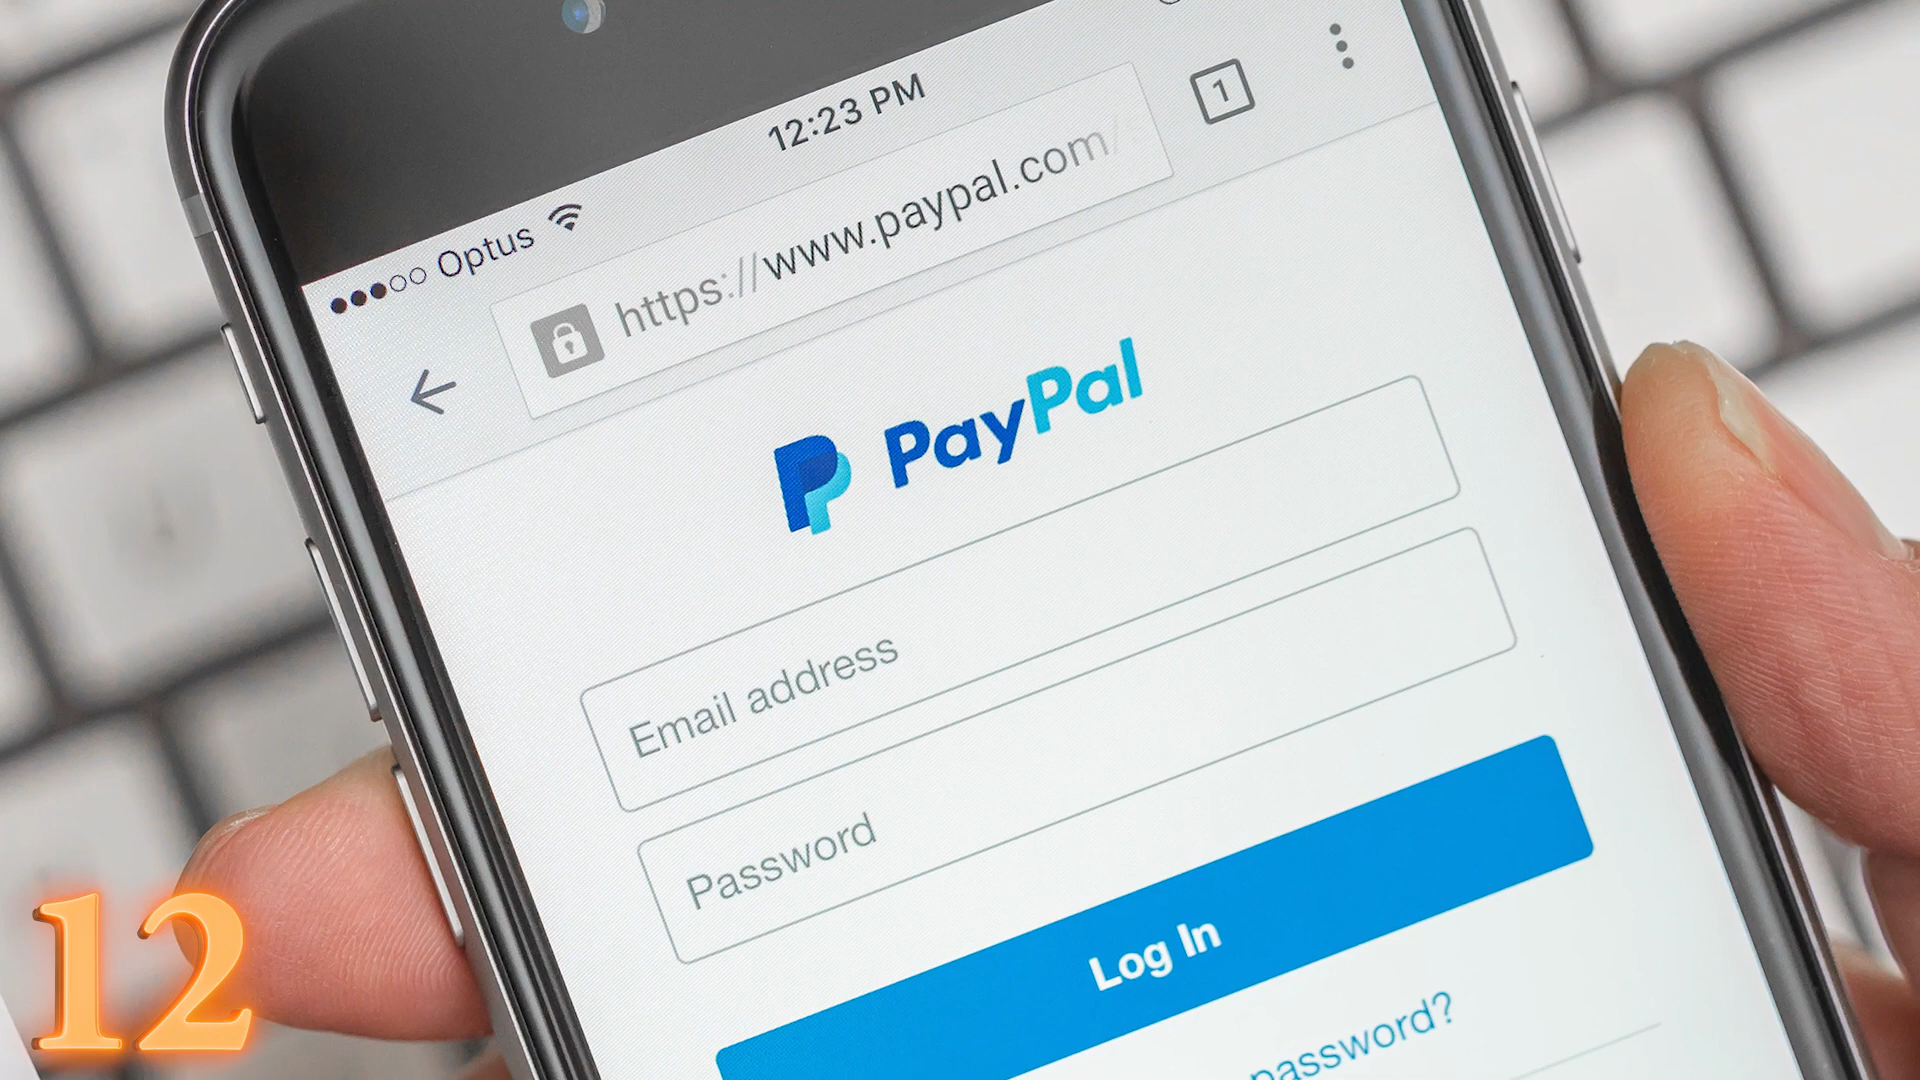 12:23 PM
Optus
https://www.paypal.com/
1
PayPal
Email address
Password
Log In
password?
12